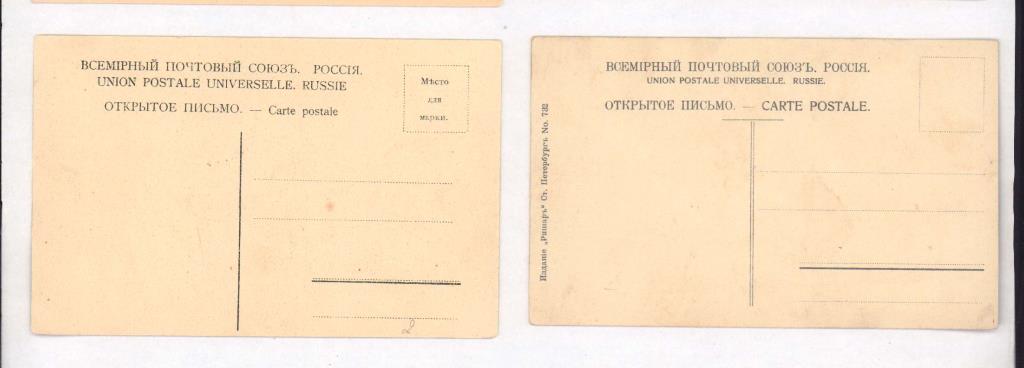 ВСЕМІРНЫЙ ПОЧТОВЫЙ СОЮЗЪ. РОССІЯ.
UNION POSTALE UNIVERSELLE. RUSSIE
ОТКРЫТОЕ ПИСЬМО. — Carte postale
Мѣсто
для
марки.
2
ВСЕМІРНЫЙ ПОЧТОВЫЙ СОЮЗЪ. РОССІЯ.
UNION POSTALE UNIVERSELLE. RUSSIE.
ОТКРЫТОЕ ПИСЬМО. — CARTE POSTALE.
Изданіе „Ришаръ" Ст. Петербургъ No. 732